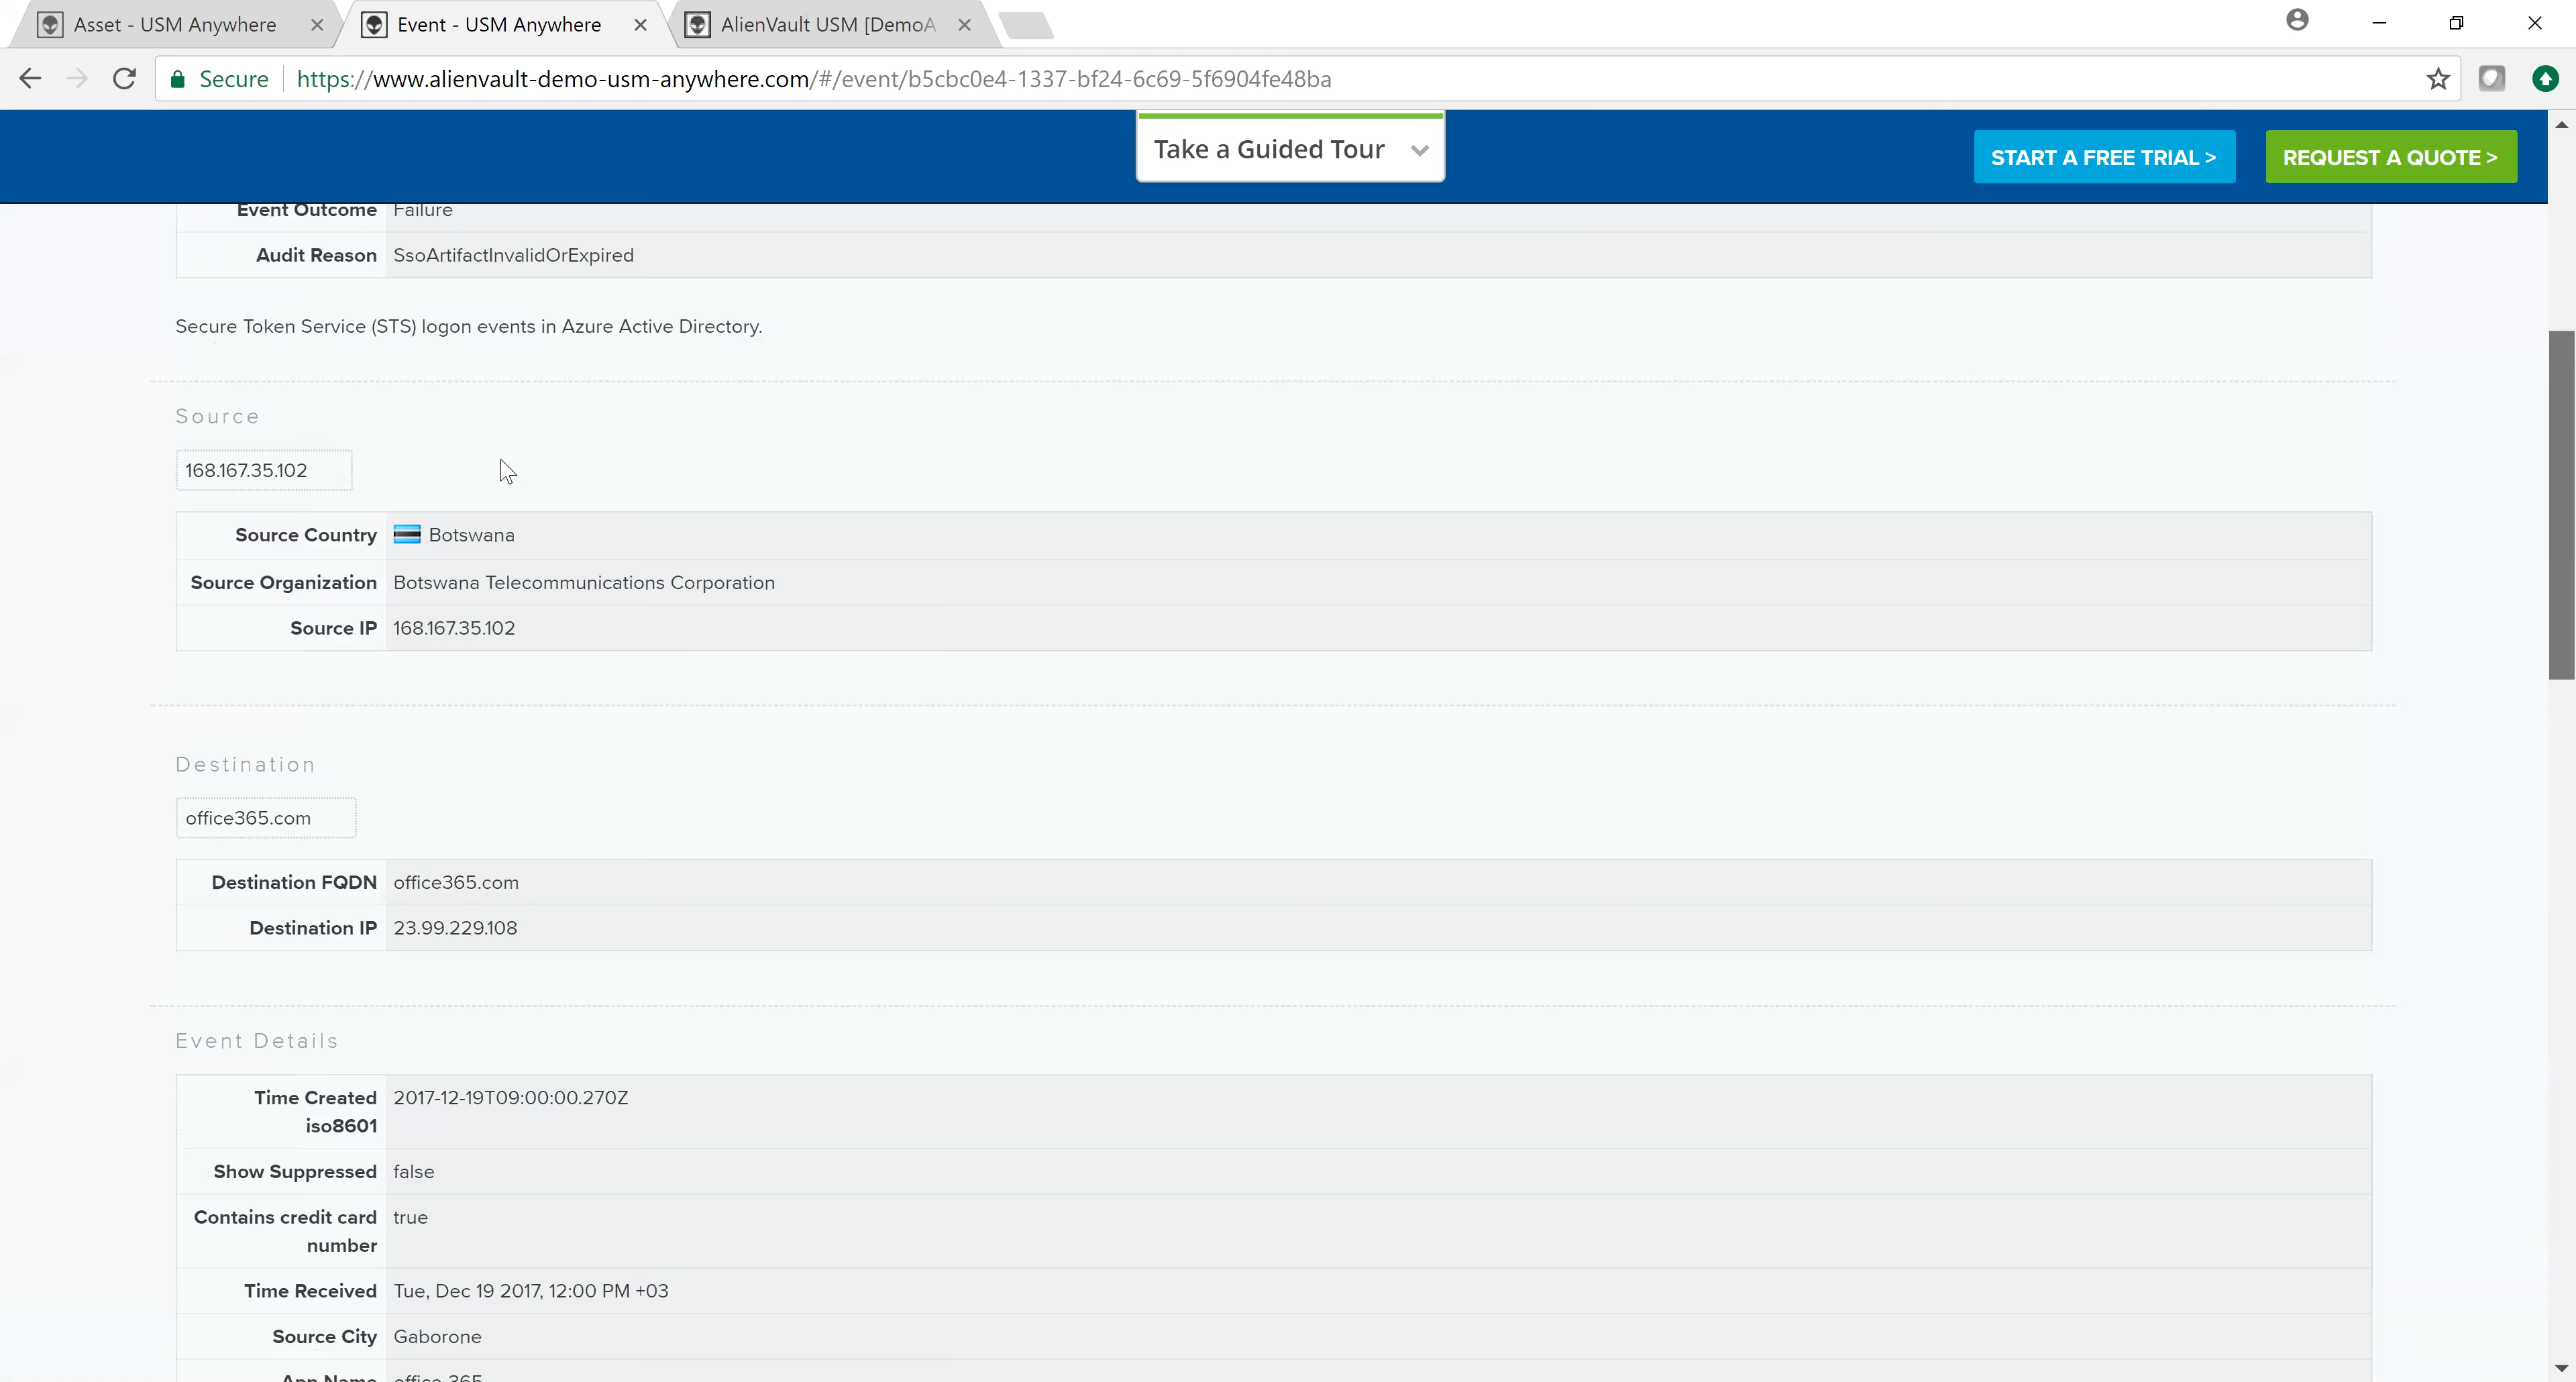 Asset - USM Anywhere
Event - USM Anywhere
AlienVault USM [DemoA
Secure
https://www.alienvault-demo-usm-anywhere.com/#/event/b5cbc0e4-1337-bf24-6c69-5f6904fe48ba
Take a Guided Tour
START A FREE TRIAL >
REQUEST A QUOTE >
Event Outcome Failure
Audit Reason SsoArtifactInvalidOrExpired
Secure Token Service (STS) logon events in Azure Active Directory.
Source
168.167.35.102
Source Country Botswana
Source Organization Botswana Telecommunications Corporation
Source IP 168.167.35.102
Destination
office365.com
Destination FQDN office365.com
Destination IP 23.99.229.108
Event Details
Time Created 2017-12-19T09:00:00.270Z
iso8601
Show Suppressed false
Contains credit card true
number
Time Received Tue, Dec 19 2017, 12:00 PM +03
Source City Gaborone
App Name office 365